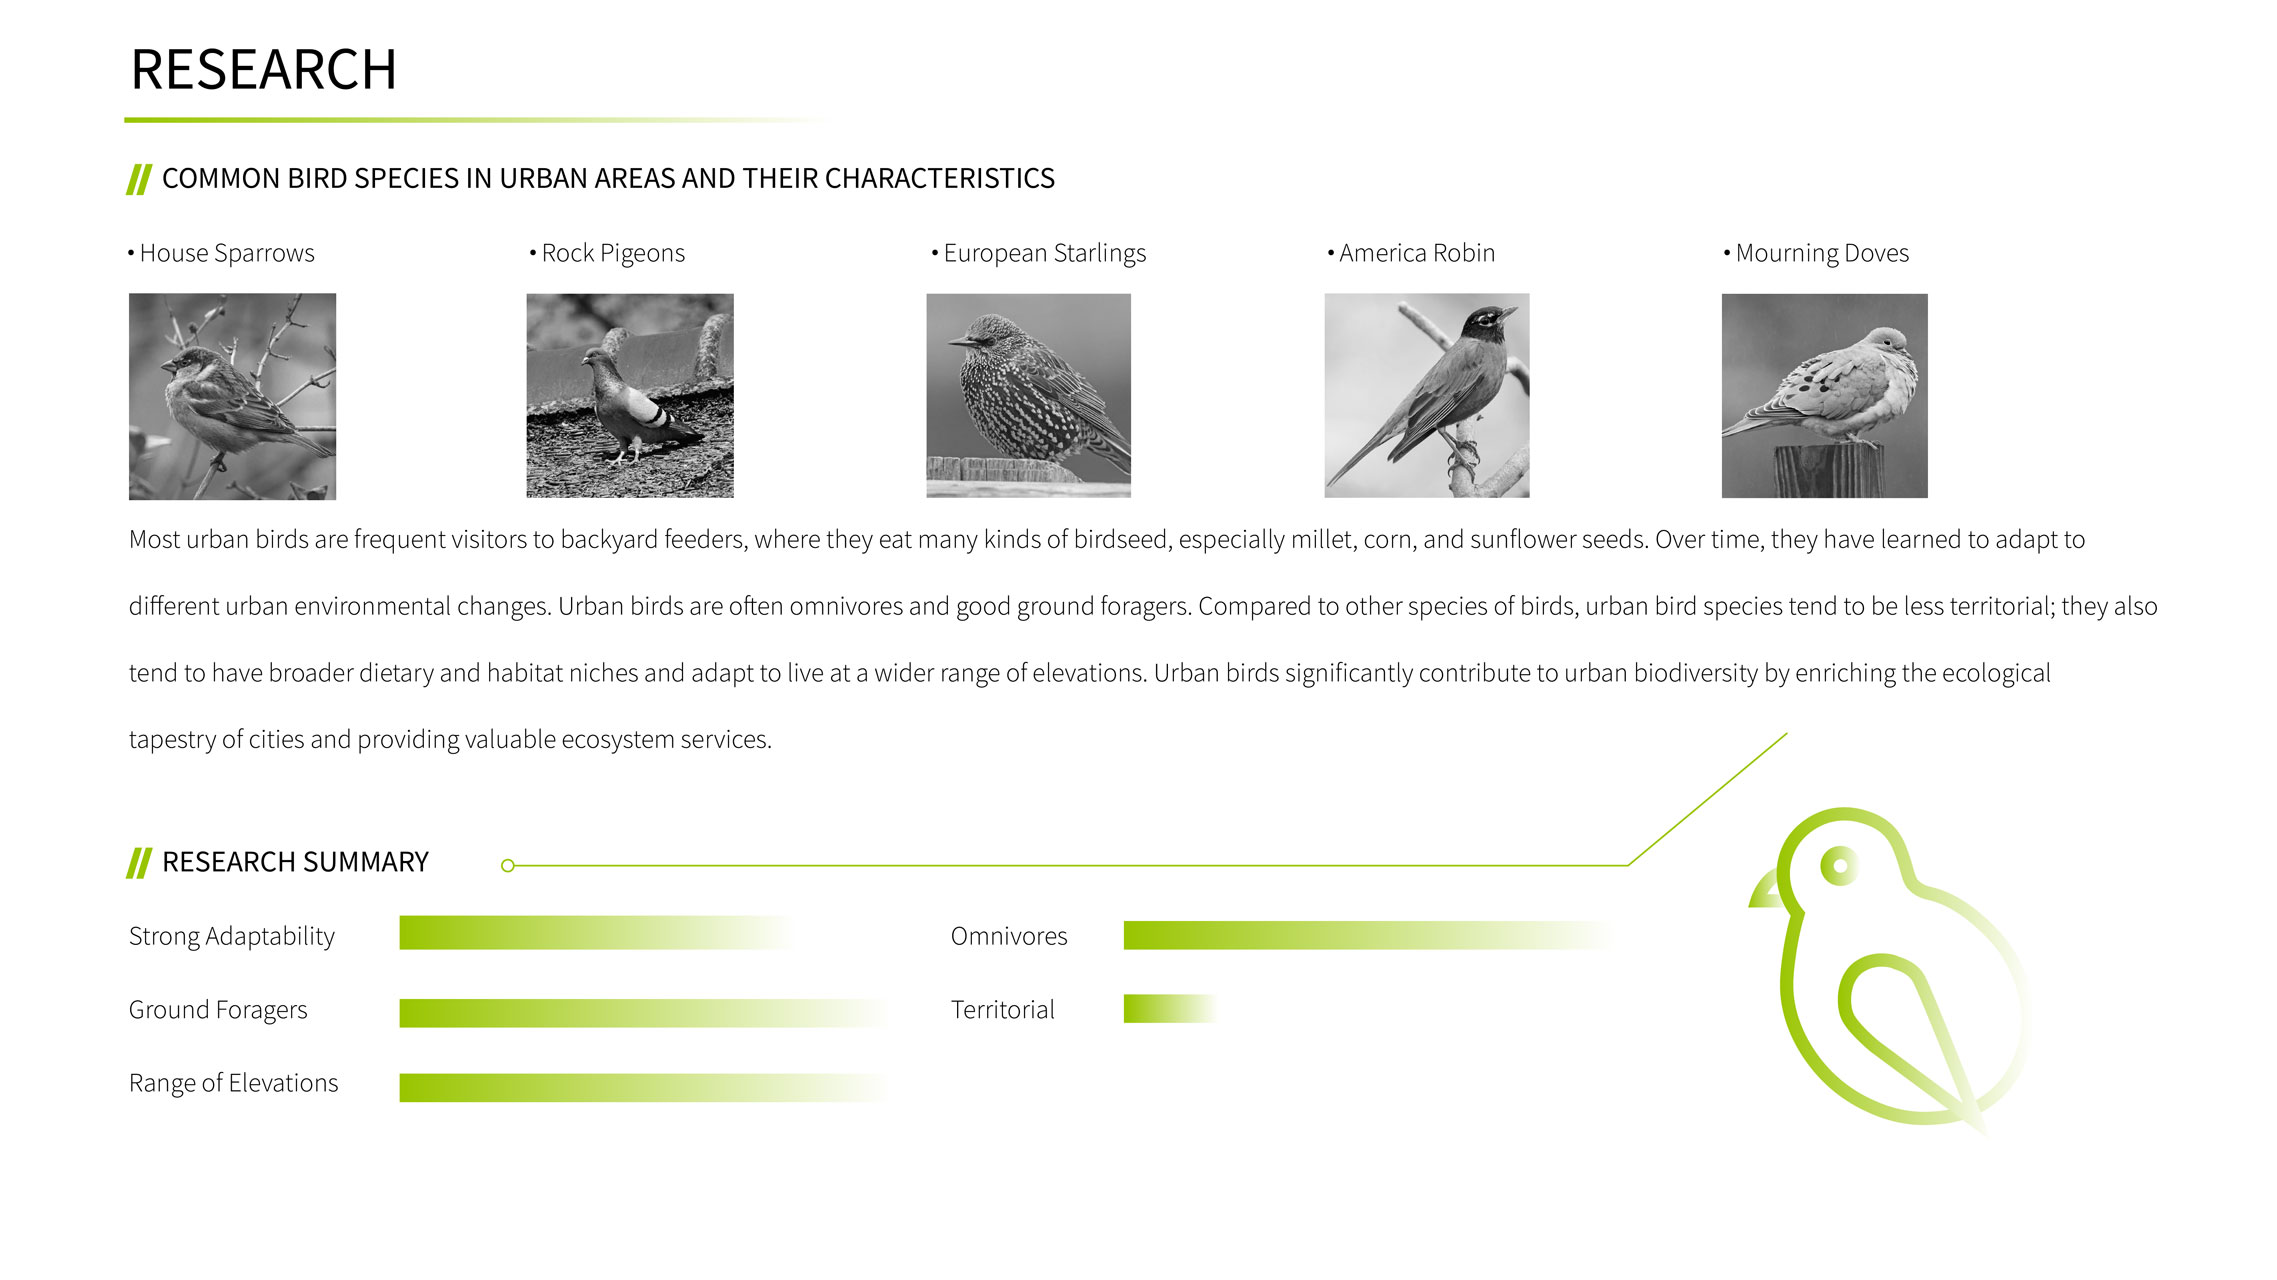 RESEARCH
COMMON BIRD SPECIES IN URBAN AREAS AND THEIR CHARACTERISTICS
• House Sparrows
• Rock Pigeons
• European Starlings
• America Robin
• Mourning Doves
Most urban birds are frequent visitors to backyard feeders, where they eat many kinds of birdseed, especially millet, corn, and sunflower seeds. Over time, they have learned to adapt to
different urban environmental changes. Urban birds are often omnivores and good ground foragers. Compared to other species of birds, urban bird species tend to be less territorial; they also
tend to have broader dietary and habitat niches and adapt to live at a wider range of elevations. Urban birds significantly contribute to urban biodiversity by enriching the ecological
tapestry of cities and providing valuable ecosystem services.
RESEARCH SUMMARY
Strong Adaptability
Ground Foragers
Range of Elevations
Omnivores
Territorial